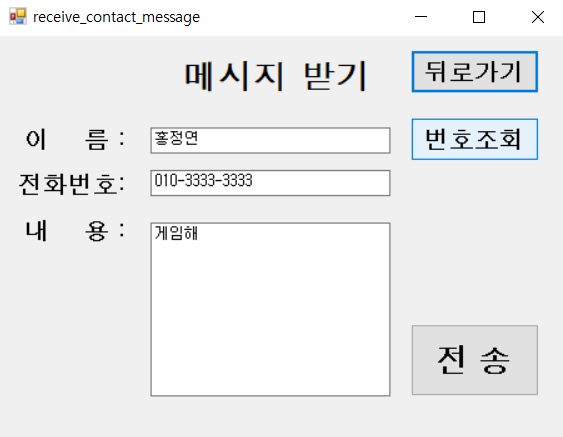 receive_contact_message
메시지 받기
뒤로가기
이 름 :
홍정연
번호조회
전화번호:
010-3333-3333
내 용 :
게임해
전 송